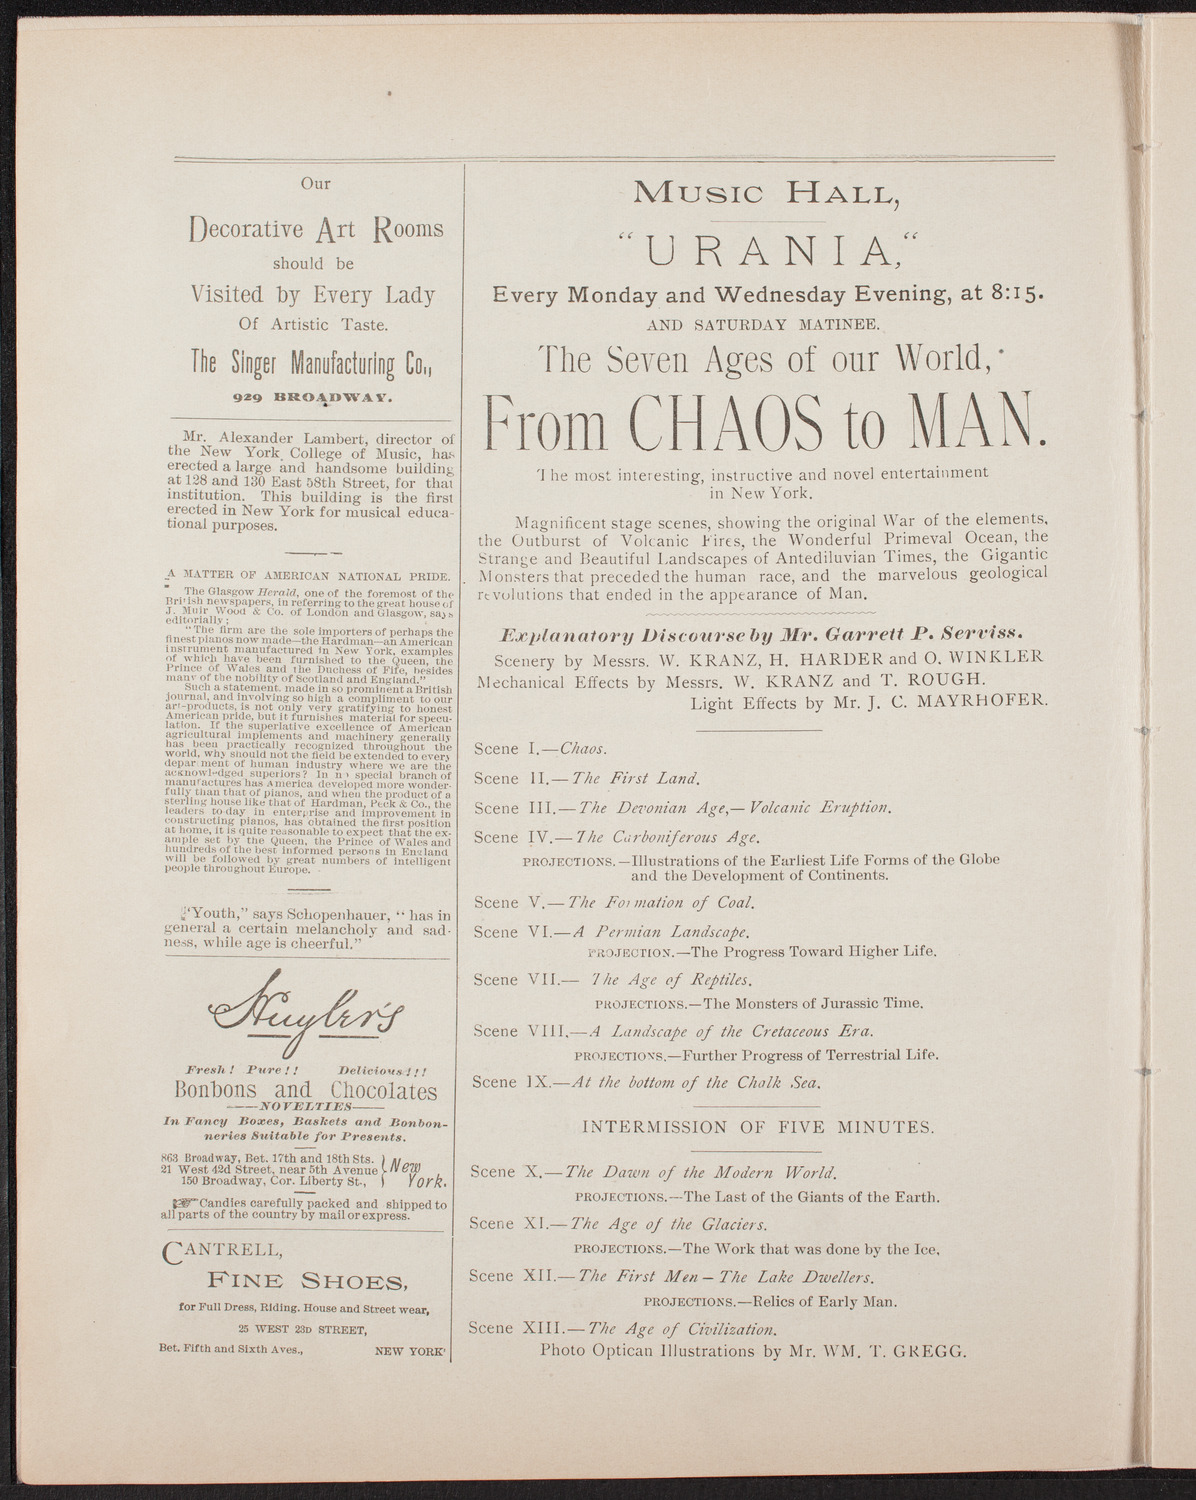 Our
Decorative Art Rooms
should be
Visited by Every Lady
Of Artistic Taste.
The Singer Manufacturing Co.,
929 BROADWAY.
Mr. Alexander Lambert, director of
the New York College of Music, has
erected a large and handsome building
at 128 and 130 East 58th Street, for that
institution. This building is the first
erected in New York for musical educa-
tional purposes.
A MATTER OF AMERICAN NATIONAL PRIDE.
The Glasgow Herald, one of the foremost of the
British newspapers, in referring to the great house of
J. Muir Wood & Co. of London and Glasgow, says
editorially;
"The firm are the sole importers of perhaps the
finest pianos now made—the Hardman—an American
instrument manufactured in New York, examples
of which have been furnished to the Queen, the
Prince of Wales and the Duchess of Fife, besides
many of the nobility of Scotland and England."
Such a statement, made in so prominent a British
journal, and involving so high a compliment to our
art-products, is not only very gratifying to honest
American pride, but it furnishes material for specu-
lation. If the superlative excellence of American
agricultural implements and machinery generally
has been practically recognized throughout the
world, why should not the field be extended to every
department of human industry where we are the
acknowledged superiors? In no special branch of
manufactures has America developed more wonder-
fully than that of pianos, and when the product of a
sterling house like that of Hardman, Peck & Co., the
leaders to-day in enterprise and improvement in
constructing pianos, has obtained the first position
at home, it is quite reasonable to expect that the ex-
ample set by the Queen, the Prince of Wales and
hundreds of the best informed persons in England
will be followed by great numbers of intelligent
people throughout Europe.
"Youth," says Schopenhauer, "has in
general a certain melancholy and sad-
ness, while age is cheerful."
Huyler's
Fresh! Pure!! Delicious!!!
Bonbons and Chocolates
—NOVELTIES—
In Fancy Boxes, Baskets and Bonbon-
neries Suitable for Presents.
863 Broadway, Bet. 17th and 18th Sts.
21 West 42d Street, near 5th Avenue
150 Broadway, Cor. Liberty St.,
New York.
Candies carefully packed and shipped to
all parts of the country by mail or express.
CANTRELL,
FINE SHOES,
for Full Dress, Riding. House and Street wear,
25 WEST 23D STREET,
Bet. Fifth and Sixth Aves., NEW YORK
MUSIC HALL,
"URANIA,"
Every Monday and Wednesday Evening, at 8:15.
AND SATURDAY MATINEE.
The Seven Ages of our World,
From CHAOS to MAN.
The most interesting, instructive and novel entertainment
in New York.
Magnificent stage scenes, showing the original War of the elements,
the Outburst of Volcanic Fires, the Wonderful Primeval Ocean, the
Strange and Beautiful Landscapes of Antediluvian Times, the Gigantic
Monsters that preceded the human race, and the marvelous geological
revolutions that ended in the appearance of Man.
Explanatory Discourse by Mr. Garrett P. Serviss.
Scenery by Messrs. W. KRANZ, H. HARDER and O. WINKLER
Mechanical Effects by Messrs. W. KRANZ and T. ROUGH.
Light Effects by Mr. J. C. MAYRHOFER.
Scene I.—Chaos.
Scene II.—The First Land.
Scene III.—The Devonian Age,—Volcanic Eruption.
Scene IV.—The Carboniferous Age.
PROJECTIONS.—Illustrations of the Earliest Life Forms of the Globe
and the Development of Continents.
Scene V.—The Formation of Coal.
Scene VI.—A Permian Landscape.
PROJECTION.—The Progress Toward Higher Life.
Scene VII.—The Age of Reptiles.
PROJECTIONS.—The Monsters of Jurassic Time.
Scene VIII.—A Landscape of the Cretaceous Era.
PROJECTIONS.—Further Progress of Terrestrial Life.
Scene IX.—At the bottom of the Chalk Sea.
INTERMISSION OF FIVE MINUTES.
Scene X.—The Dawn of the Modern World.
PROJECTIONS.—The Last of the Giants of the Earth.
Scene XI.—The Age of the Glaciers.
PROJECTIONS.—The Work that was done by the Ice.
Scene XII.—The First Men—The Lake Dwellers.
PROJECTIONS.—Relics of Early Man.
Scene XIII.—The Age of Civilization.
Photo Optican Illustrations by Mr. WM. T. GREGG.